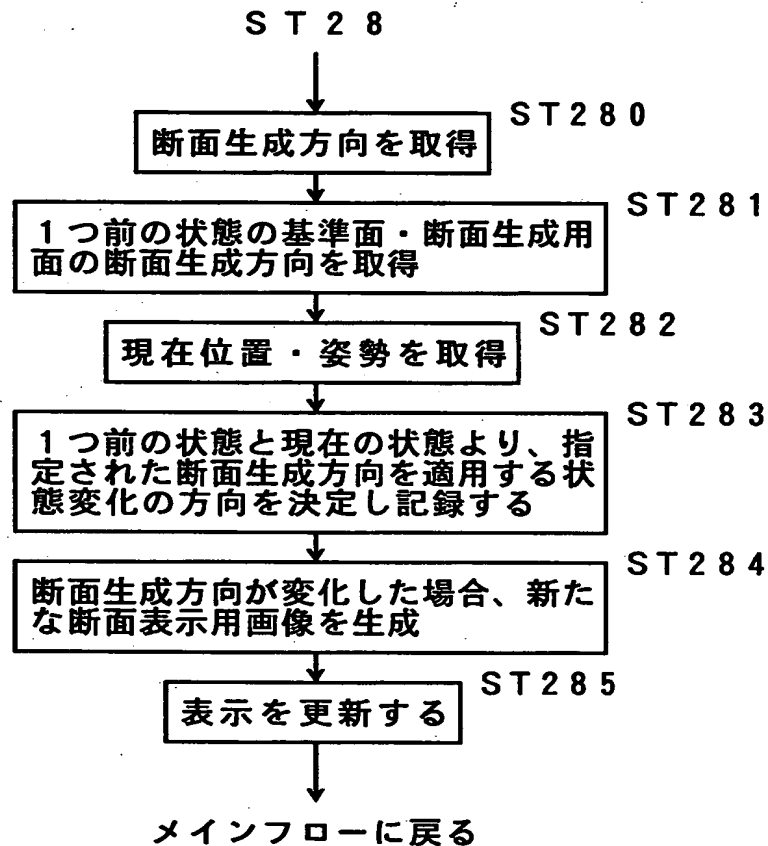 ST28
ST280
断面生成方向を取得
ST281
1つ前の状態の基準面・断面生成用
面の断面生成方向を取得
ST282
現在位置・姿勢を取得
ST283
1つ前の状態と現在の状態より、指
定された断面生成方向を適用する状
態変化の方向を決定し記録する
ST284
断面生成方向が変化した場合、新た
な断面表示用画像を生成
ST285
表示を更新する
メインフローに戻る